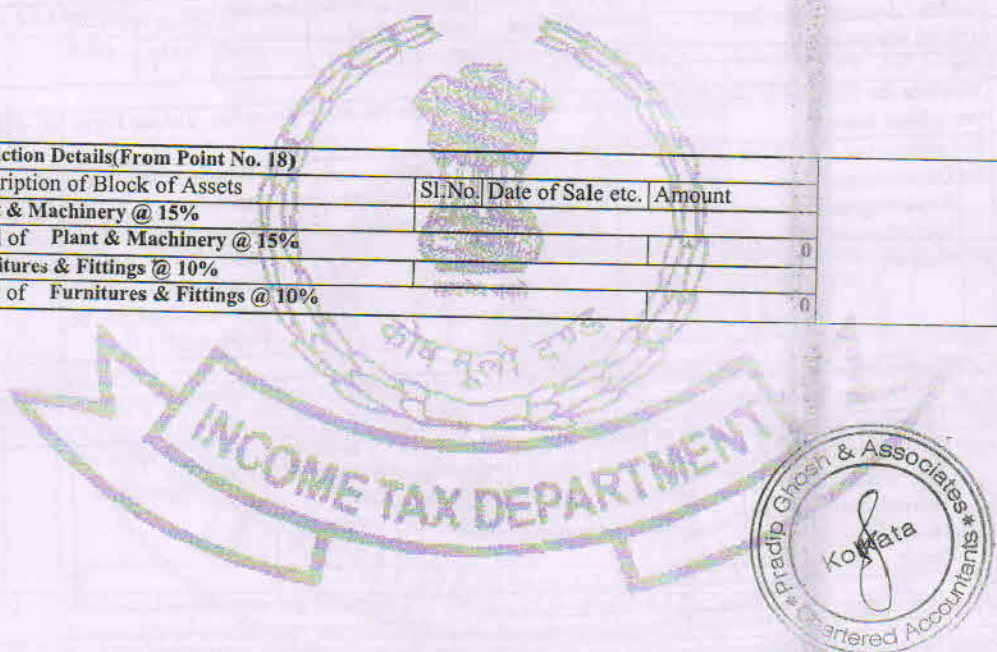 ction Details(From Point No. 18)
ription of Block of Assets Sl.No. Date of Sale etc. Amount
& Machinery @ 15%
of Plant & Machinery @ 15% 0
itures & Fittings @ 10%
of Furnitures & Fittings @ 10% 0
कोष मूलो दण्डः
INCOME TAX DEPARTMENT
* Pradip Ghosh & Associates *
Kolkata
Chartered Accountants